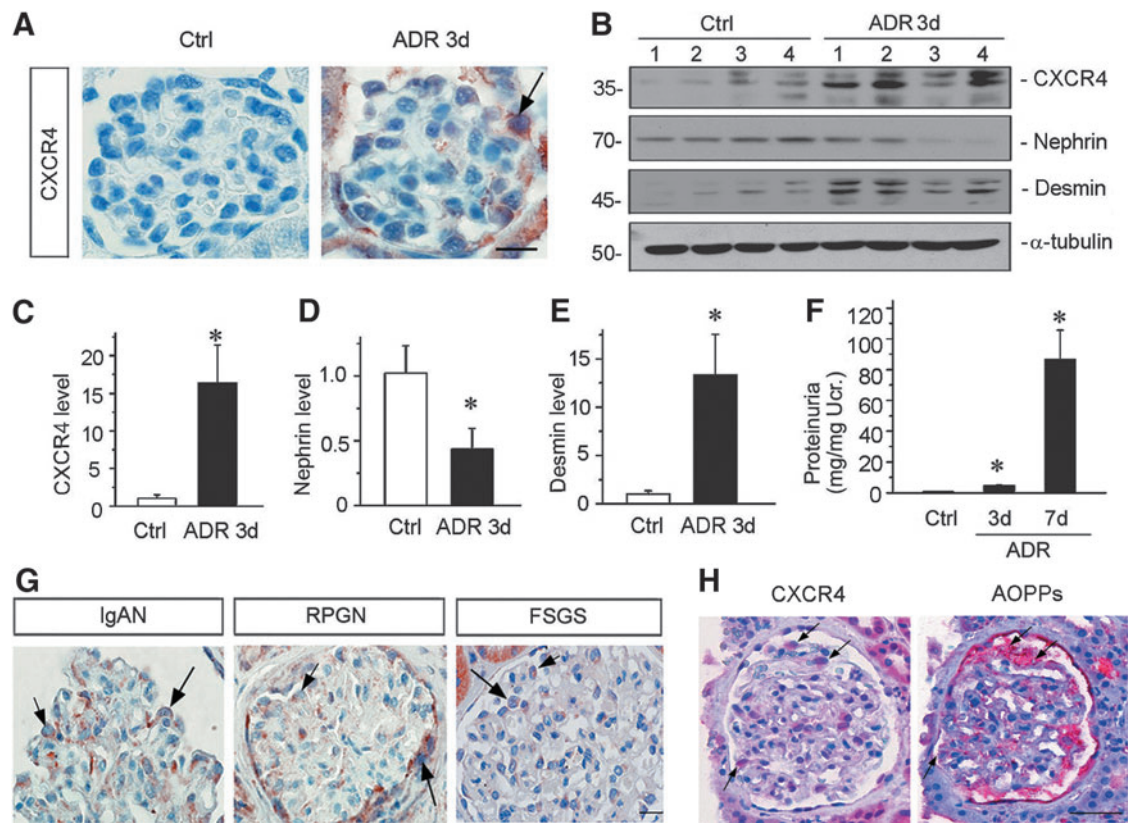 A
Ctrl
ADR 3d
CXCR4
B
Ctrl
ADR 3d
1 2 3 4 1 2 3 4
35-
- CXCR4
70-
- Nephrin
45-
- Desmin
50-
-α-tubulin
C
CXCR4 level
20
15
10
5
0
*
Ctrl ADR 3d
D
Nephrin level
1.0
0.5
0
*
Ctrl ADR 3d
E
Desmin level
15
10
5
0
*
Ctrl ADR 3d
F
Proteinuria
(mg/mg Ucr.)
120
100
80
60
40
20
0
*
*
Ctrl 3d 7d
ADR
G
IgAN
RPGN
FSGS
H
CXCR4
AOPPs